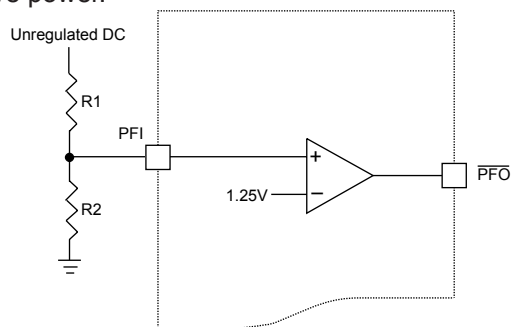 power.
Unregulated DC
R1
PFI
+
PFO
1.25V
−
R2